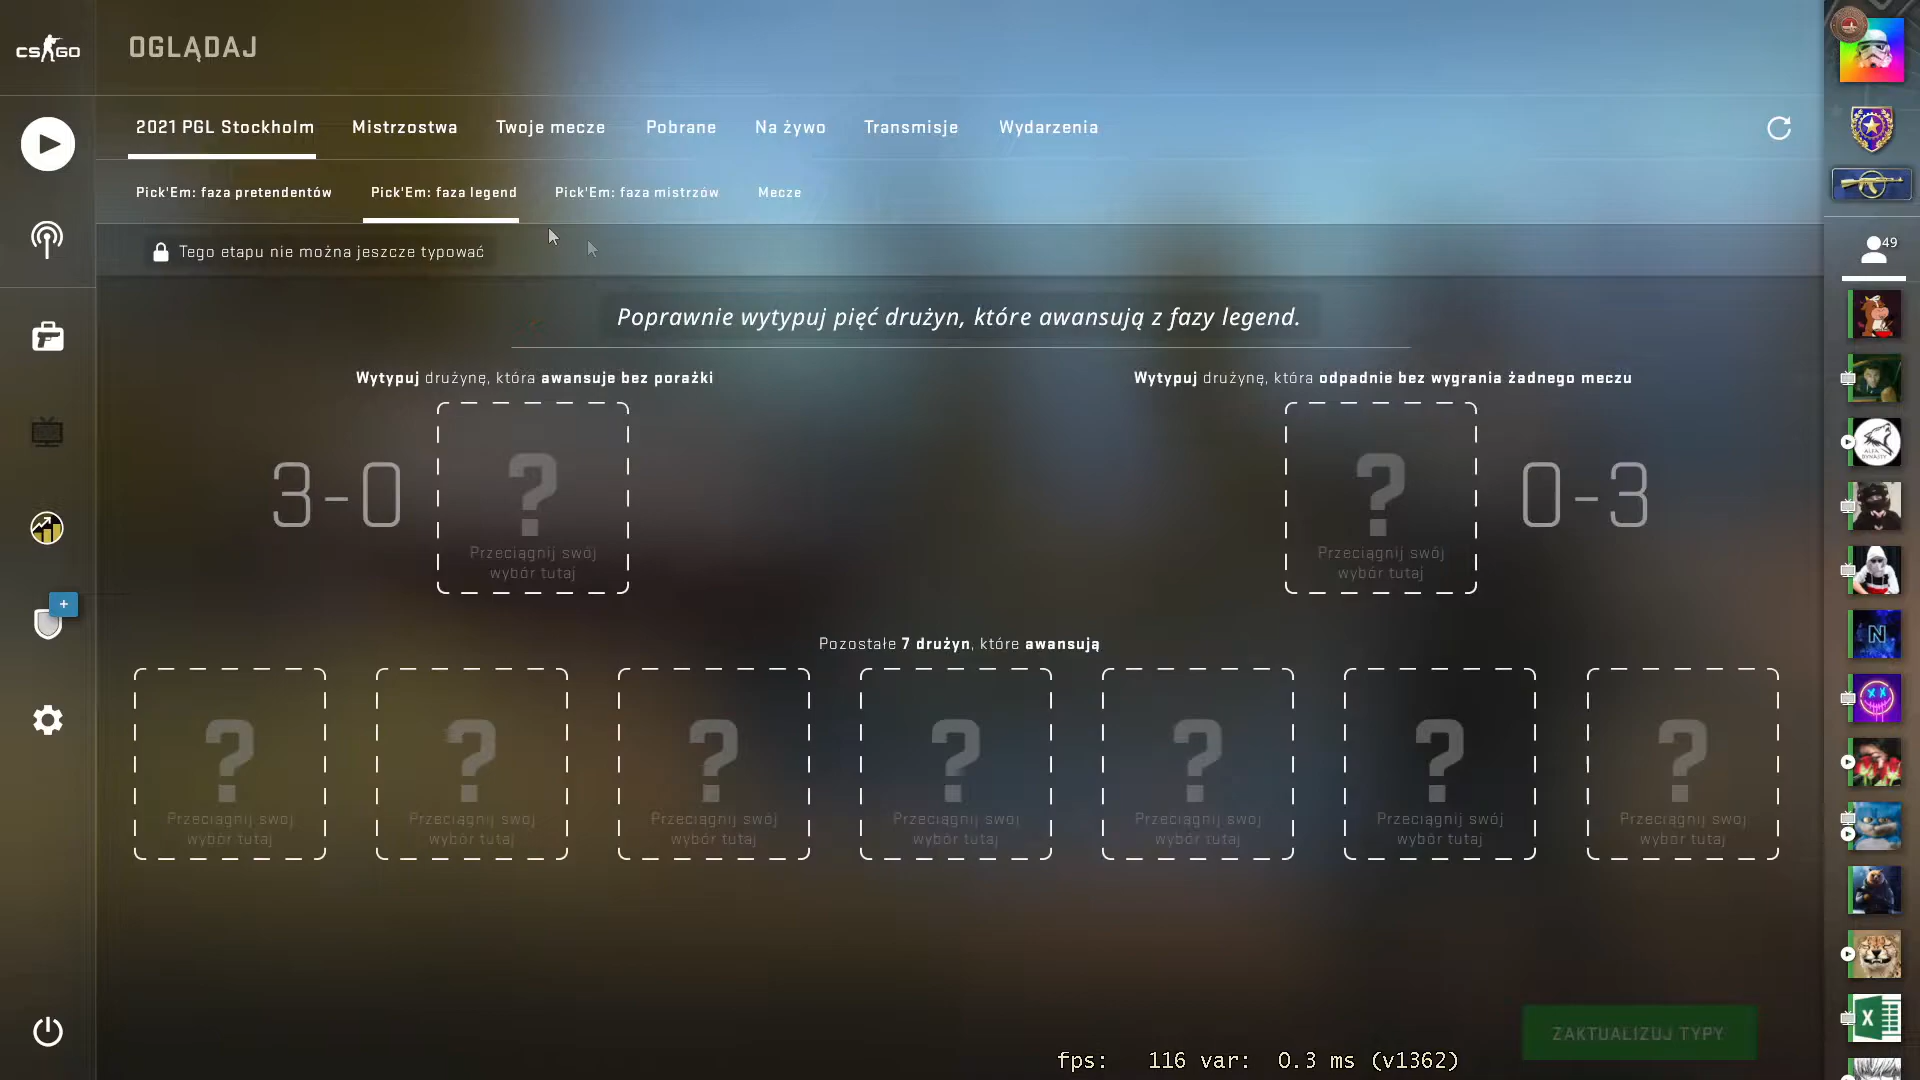 CS GO
OGLĄDAJ
2021 PGL Stockholm Mistrzostwa Twoje mecze Pobrane Na żywo Transmisje Wydarzenia
Pick'Em: faza pretendentów Pick'Em: faza legend Pick'Em: faza mistrzów Mecze
49
Tego etapu nie można jeszcze typować
Poprawnie wytypuj pięć drużyn, które awansują z fazy legend.
Wytypuj drużynę, która awansuje bez porażki
Wytypuj drużynę, która odpadnie bez wygrania żadnego meczu
3-0
?
Przeciągnij swój
wybór tutaj
?
Przeciągnij swój
wybór tutaj
0-3
+
Pozostałe 7 drużyn, które awansują
? ? ? ? ? ? ?
Przeciągnij swój Przeciągnij swój Przeciągnij swój Przeciągnij swój Przeciągnij swój Przeciągnij swój Przeciągnij swój
wybór tutaj wybór tutaj wybór tutaj wybór tutaj wybór tutaj wybór tutaj wybór tutaj
ZAKTUALIZUJ TYPY
fps: 116 var: 0.3 ms (v1362)
ALFA
DYNASTY
N
X